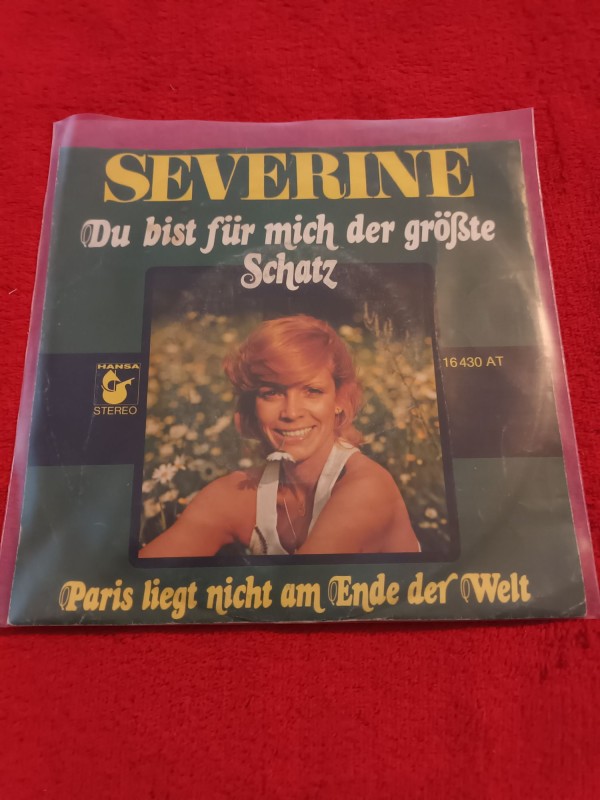 SEVERINE
Du bist für mich der größte
Schatz
HANSA
STEREO
16 430 AT
Paris liegt nicht am Ende der Welt